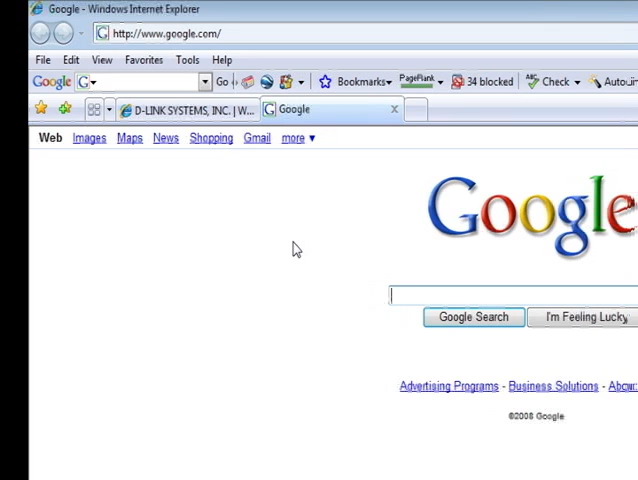 Google - Windows Internet Explorer
http://www.google.com/
File Edit View Favorites Tools Help
Google G Go Bookmarks PageRank 34 blocked Check
D-LINK SYSTEMS, INC. | W... Google
Web Images Maps News Shopping Gmail more
Google
Google Search I'm Feeling Lucky
Advertising Programs - Business Solutions -
©2008 Google